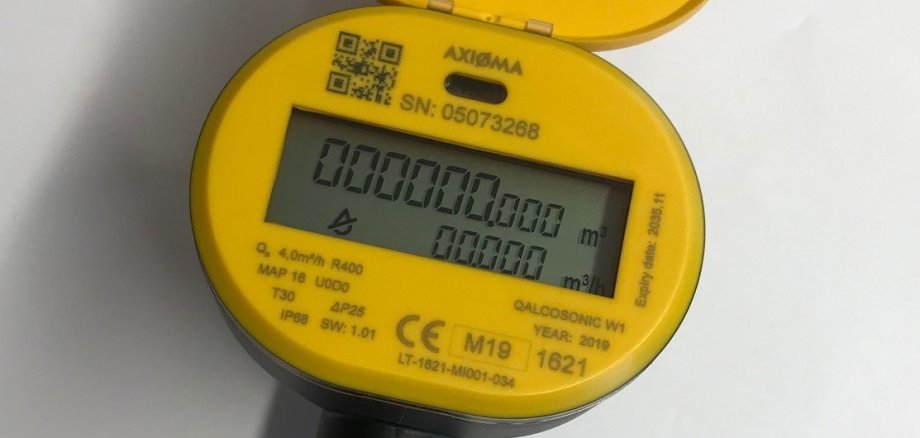 AXIØMA
SN: 05073268
000000.000 m³
00.000 m³/h
Q₃ 4,0m³/h R400
MAP 16 U0D0
T30 ΔP25
IP68 SW: 1.01
CE M19 1621
LT-1621-MI001-034
QALCOSONIC W1
YEAR: 2019
Expiry date: 2035.11